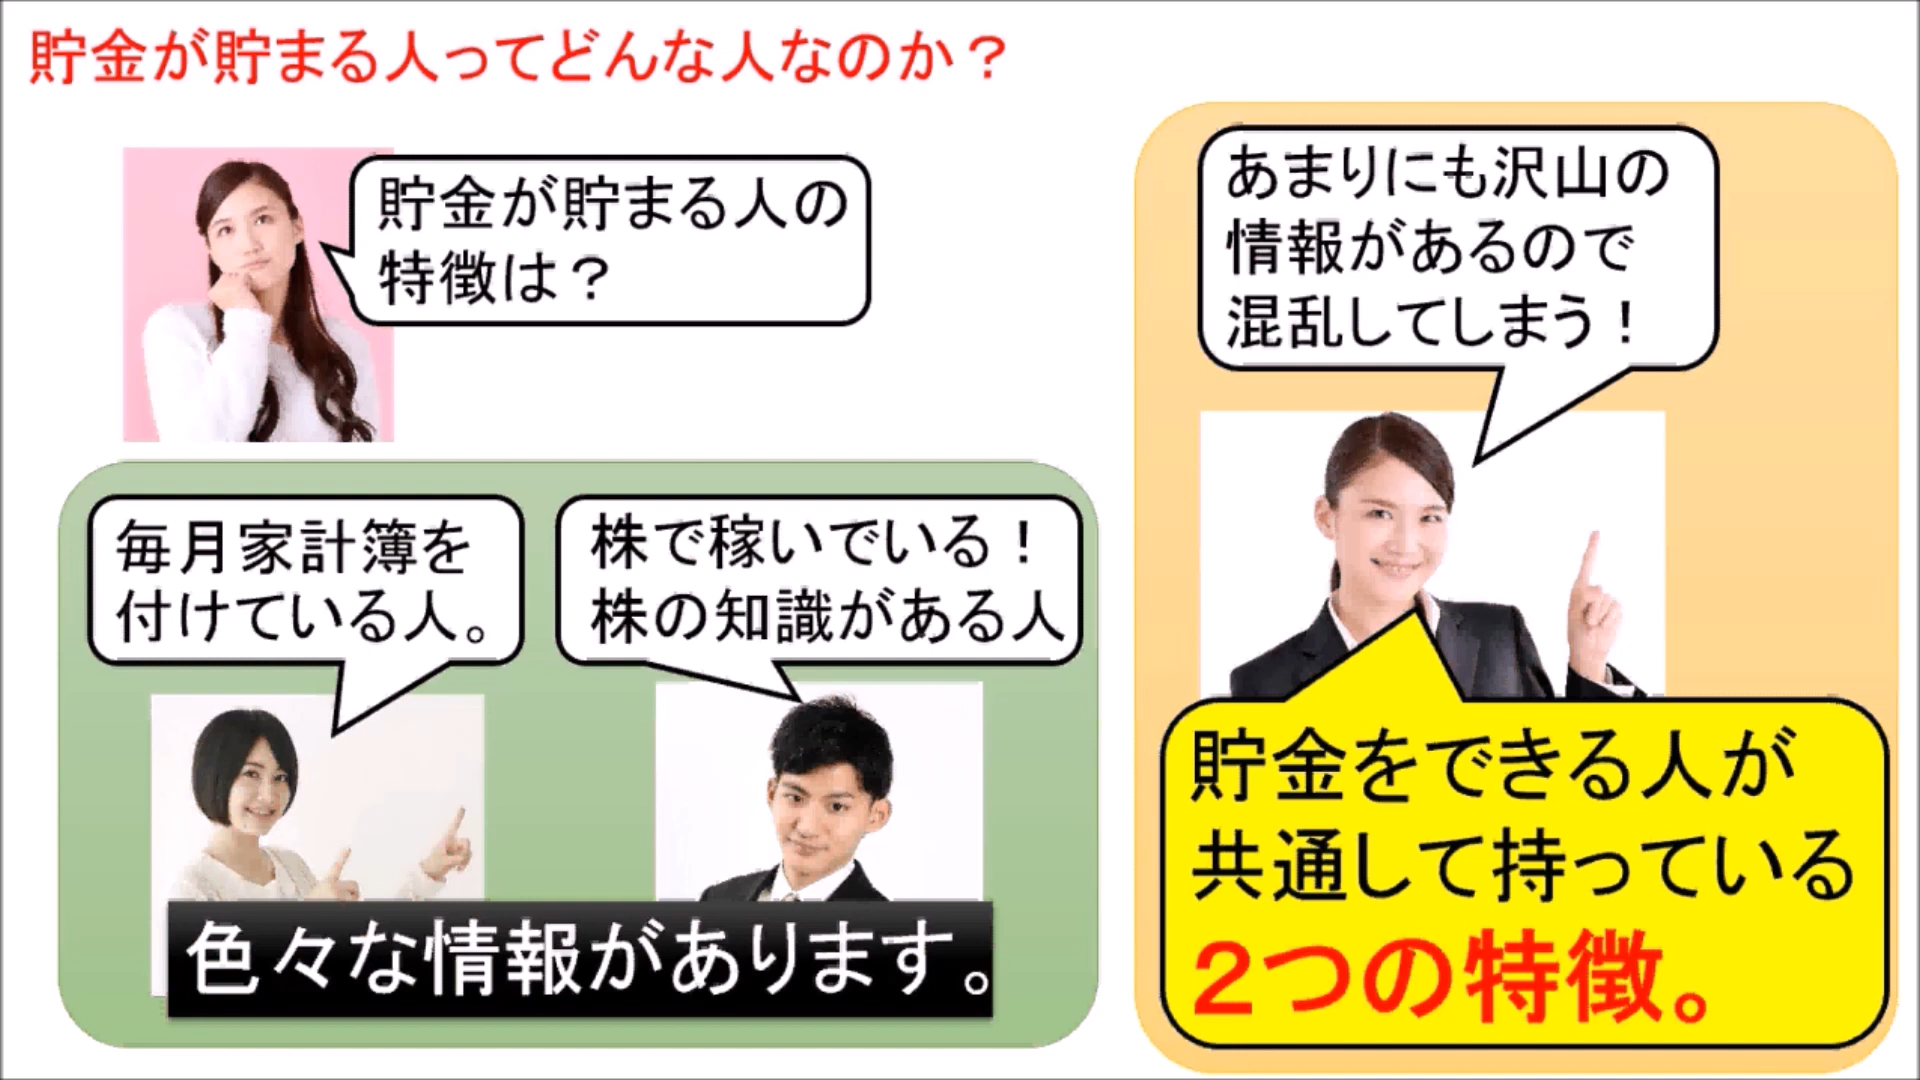 貯金が貯まる人ってどんな人なのか？
貯金が貯まる人の
特徴は？
毎月家計簿を
付けている人。
株で稼いでいる！
株の知識がある人
色々な情報があります。
あまりにも沢山の
情報があるので
混乱してしまう！
貯金をできる人が
共通して持っている
２つの特徴。